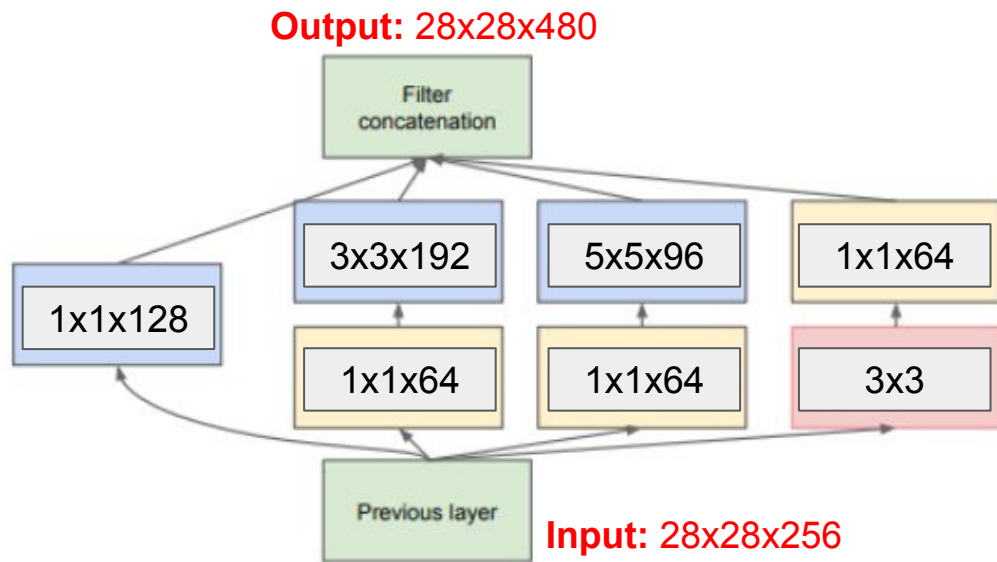 Output: 28x28x480
Filter
concatenation
3x3x192
5x5x96
1x1x64
1x1x128
1x1x64
1x1x64
3x3
Previous layer
Input: 28x28x256